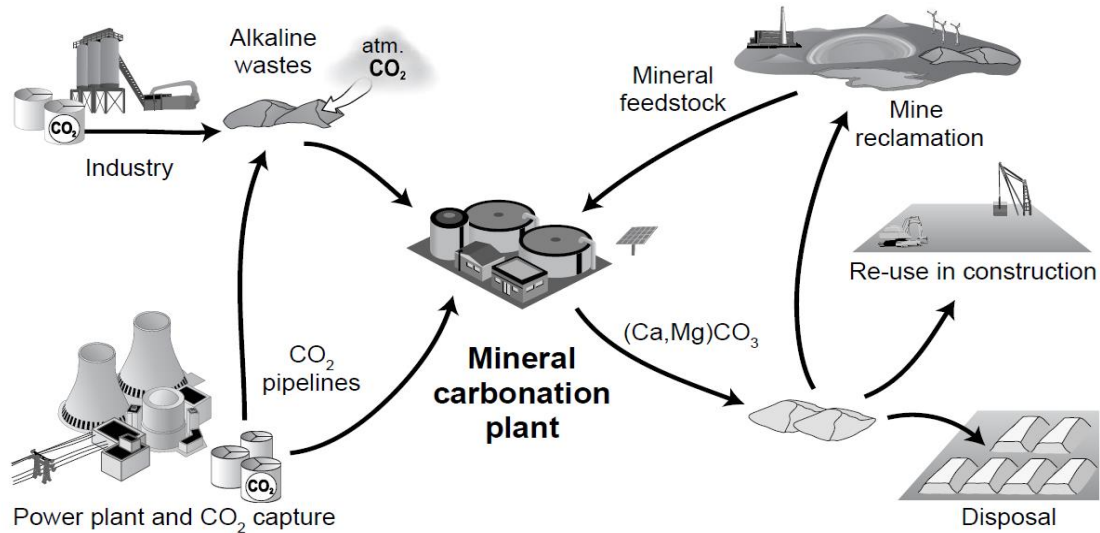 Alkaline
wastes
atm.
CO₂
CO₂
Industry
Mineral
feedstock
Mine
reclamation
Re-use in construction
CO₂
pipelines
(Ca,Mg)CO₃
Mineral
carbonation
plant
CO₂
Power plant and CO₂ capture
Disposal